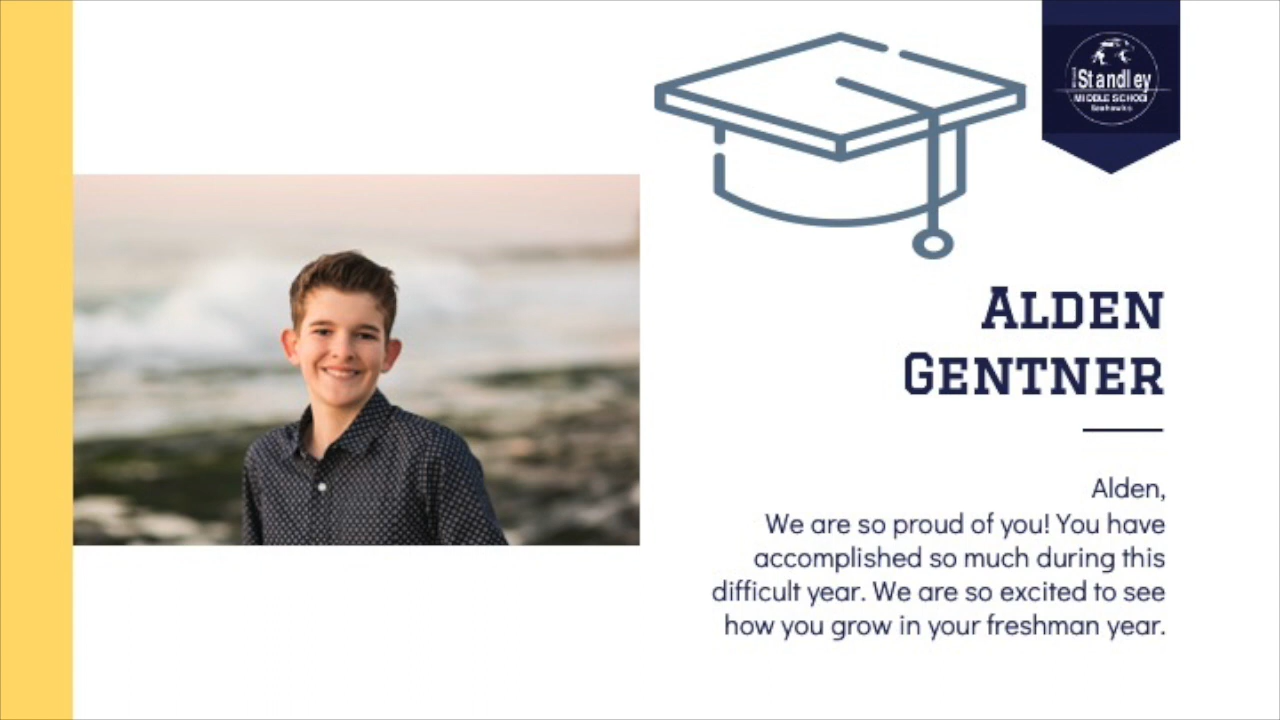 Standley
MIDDLE SCHOOL
Seahawks
ALDEN
GENTNER
Alden,
We are so proud of you! You have
accomplished so much during this
difficult year. We are so excited to see
how you grow in your freshman year.